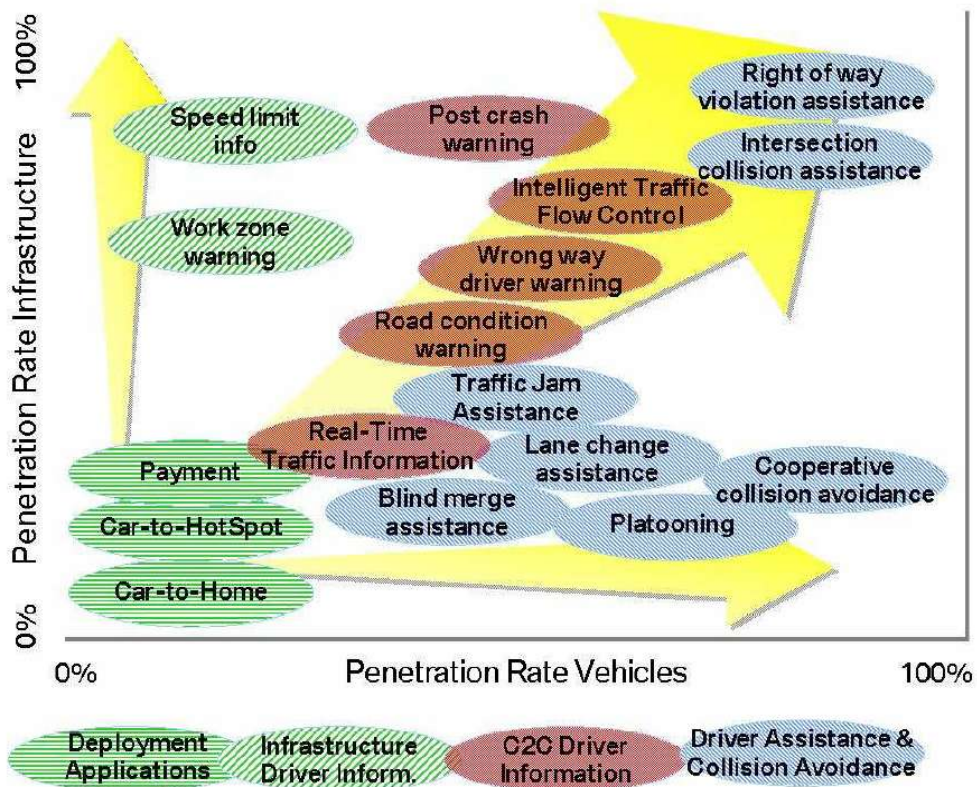 100%
Penetration Rate Infrastructure
0%
Right of way
violation assistance
Speed limit
info
Post crash
warning
Intersection
collision assistance
Intelligent Traffic
Flow Control
Work zone
warning
Wrong way
driver warning
Road condition
warning
Traffic Jam
Assistance
Real-Time
Traffic Information
Lane change
assistance
Payment
Cooperative
collision avoidance
Blind merge
assistance
Car-to-HotSpot
Platooning
Car-to-Home
0%
Penetration Rate Vehicles
100%
Deployment
Applications
Infrastructure
Driver Inform.
C2C Driver
Information
Driver Assistance &
Collision Avoidance